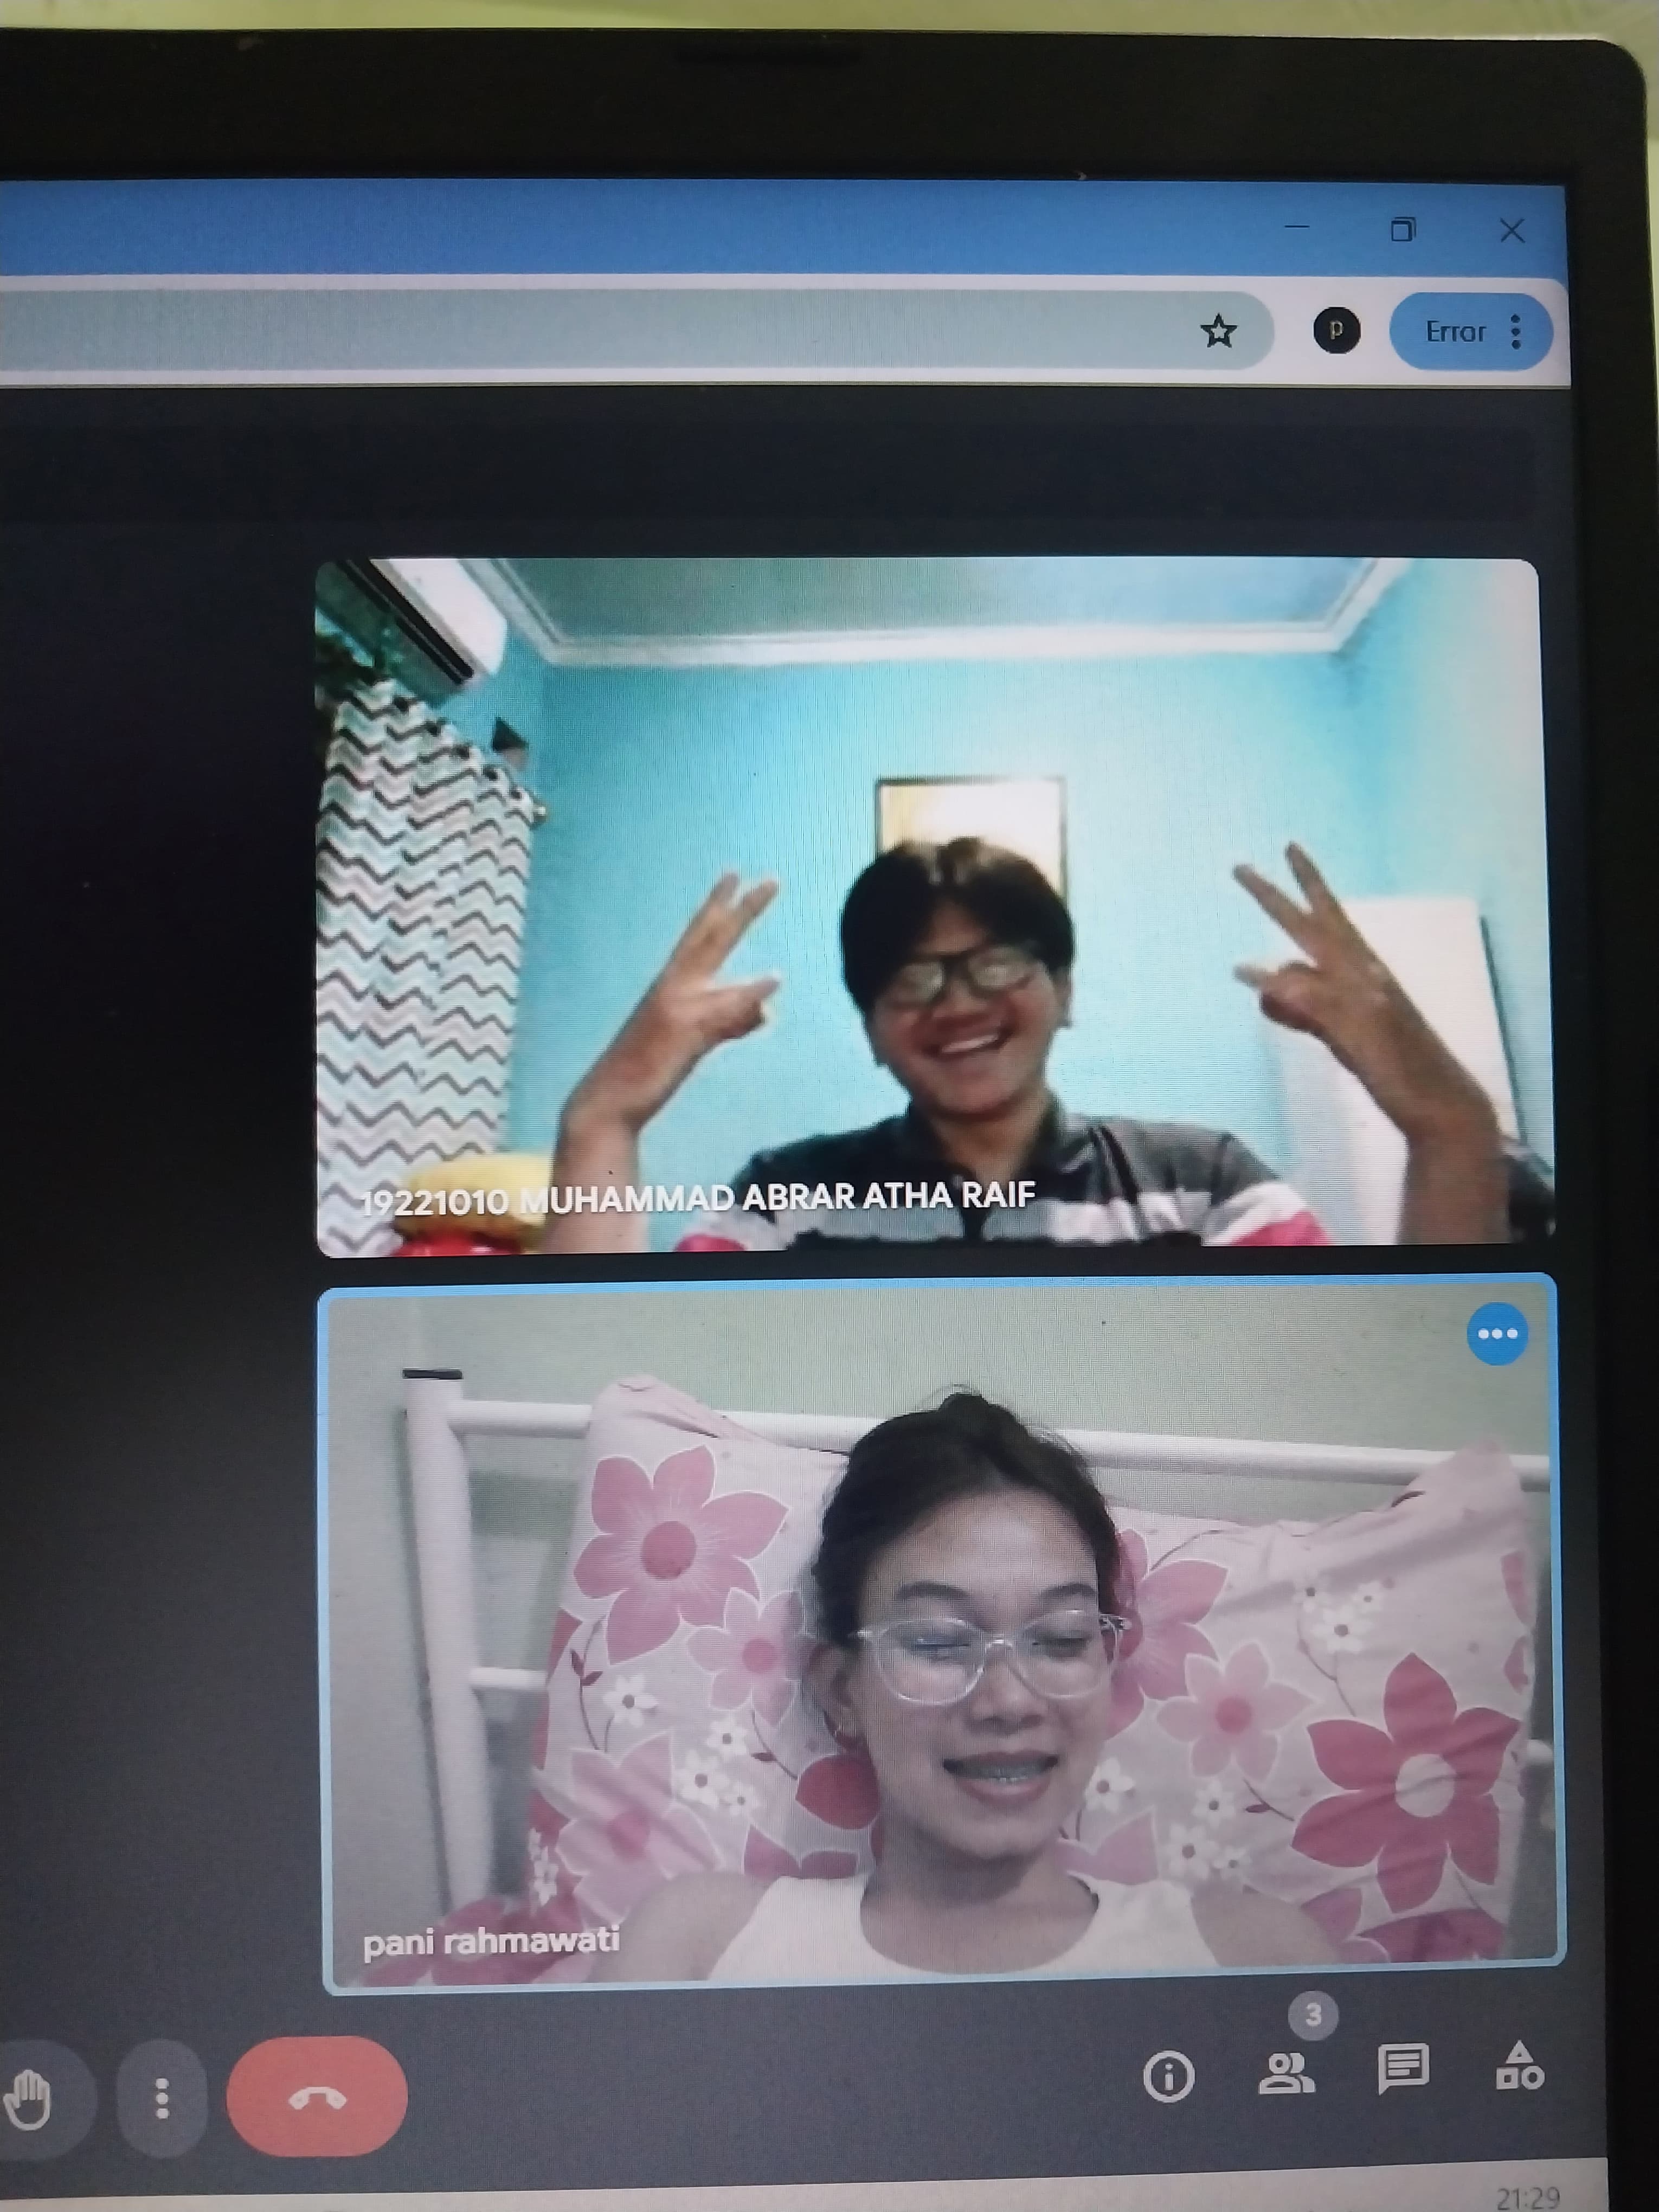 p
Error
19221010 MUHAMMAD ABRAR ATHA RAIF
pani rahmawati
3
21:29